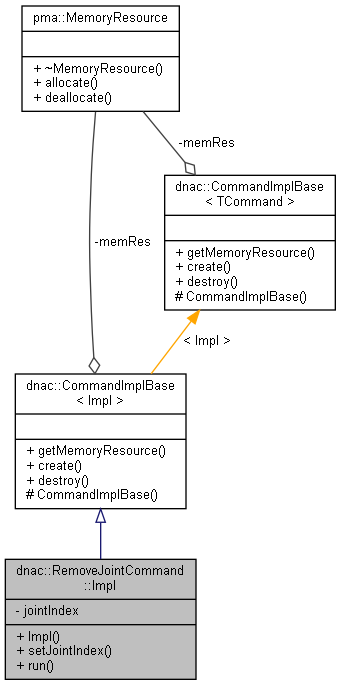 pma::MemoryResource
+ ~MemoryResource()
+ allocate()
+ deallocate()
-memRes
dnac::CommandImplBase
< TCommand >
+ getMemoryResource()
+ create()
+ destroy()
# CommandImplBase()
-memRes
< Impl >
dnac::CommandImplBase
< Impl >
+ getMemoryResource()
+ create()
+ destroy()
# CommandImplBase()
dnac::RemoveJointCommand
::Impl
- jointIndex
+ Impl()
+ setJointIndex()
+ run()